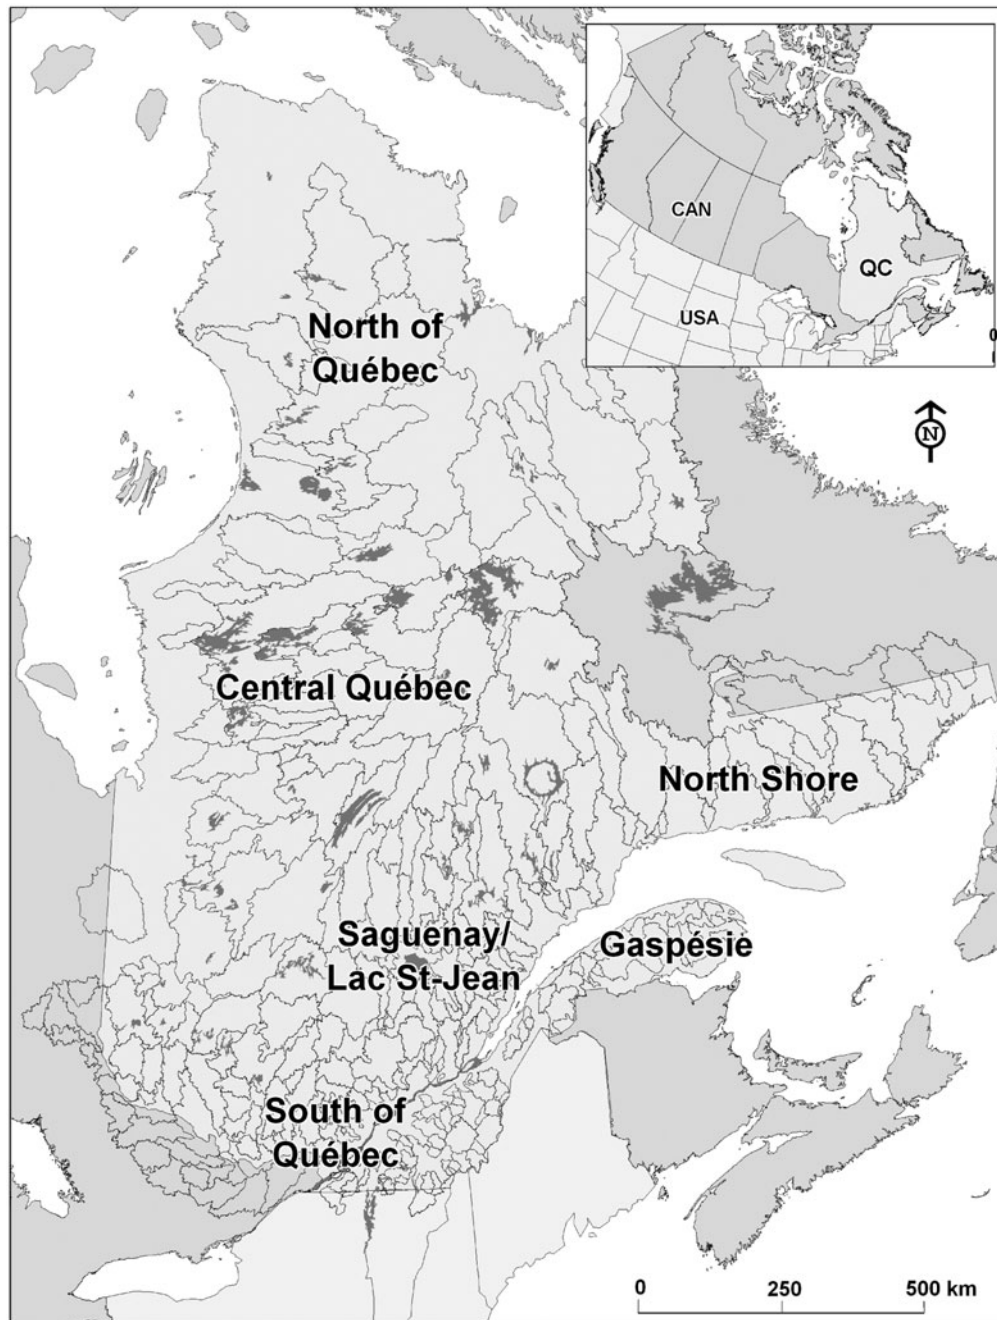 CAN
QC
USA
0
North of
Québec
N
Central Québec
North Shore
Saguenay/
Lac St-Jean
Gaspésie
South of
Québec
0 250 500 km